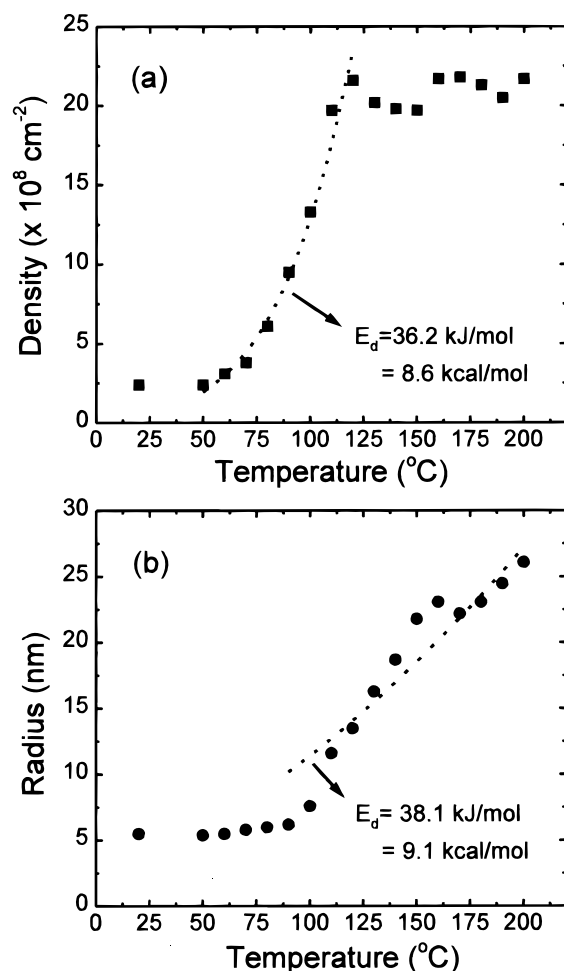 25
(a)
20
15
10
5
0
Density (x 10⁸ cm⁻²)
E_d=36.2 kJ/mol
= 8.6 kcal/mol
0 25 50 75 100 125 150 175 200
Temperature (°C)
30
(b)
25
20
15
10
5
0
Radius (nm)
E_d= 38.1 kJ/mol
= 9.1 kcal/mol
0 25 50 75 100 125 150 175 200
Temperature (°C)